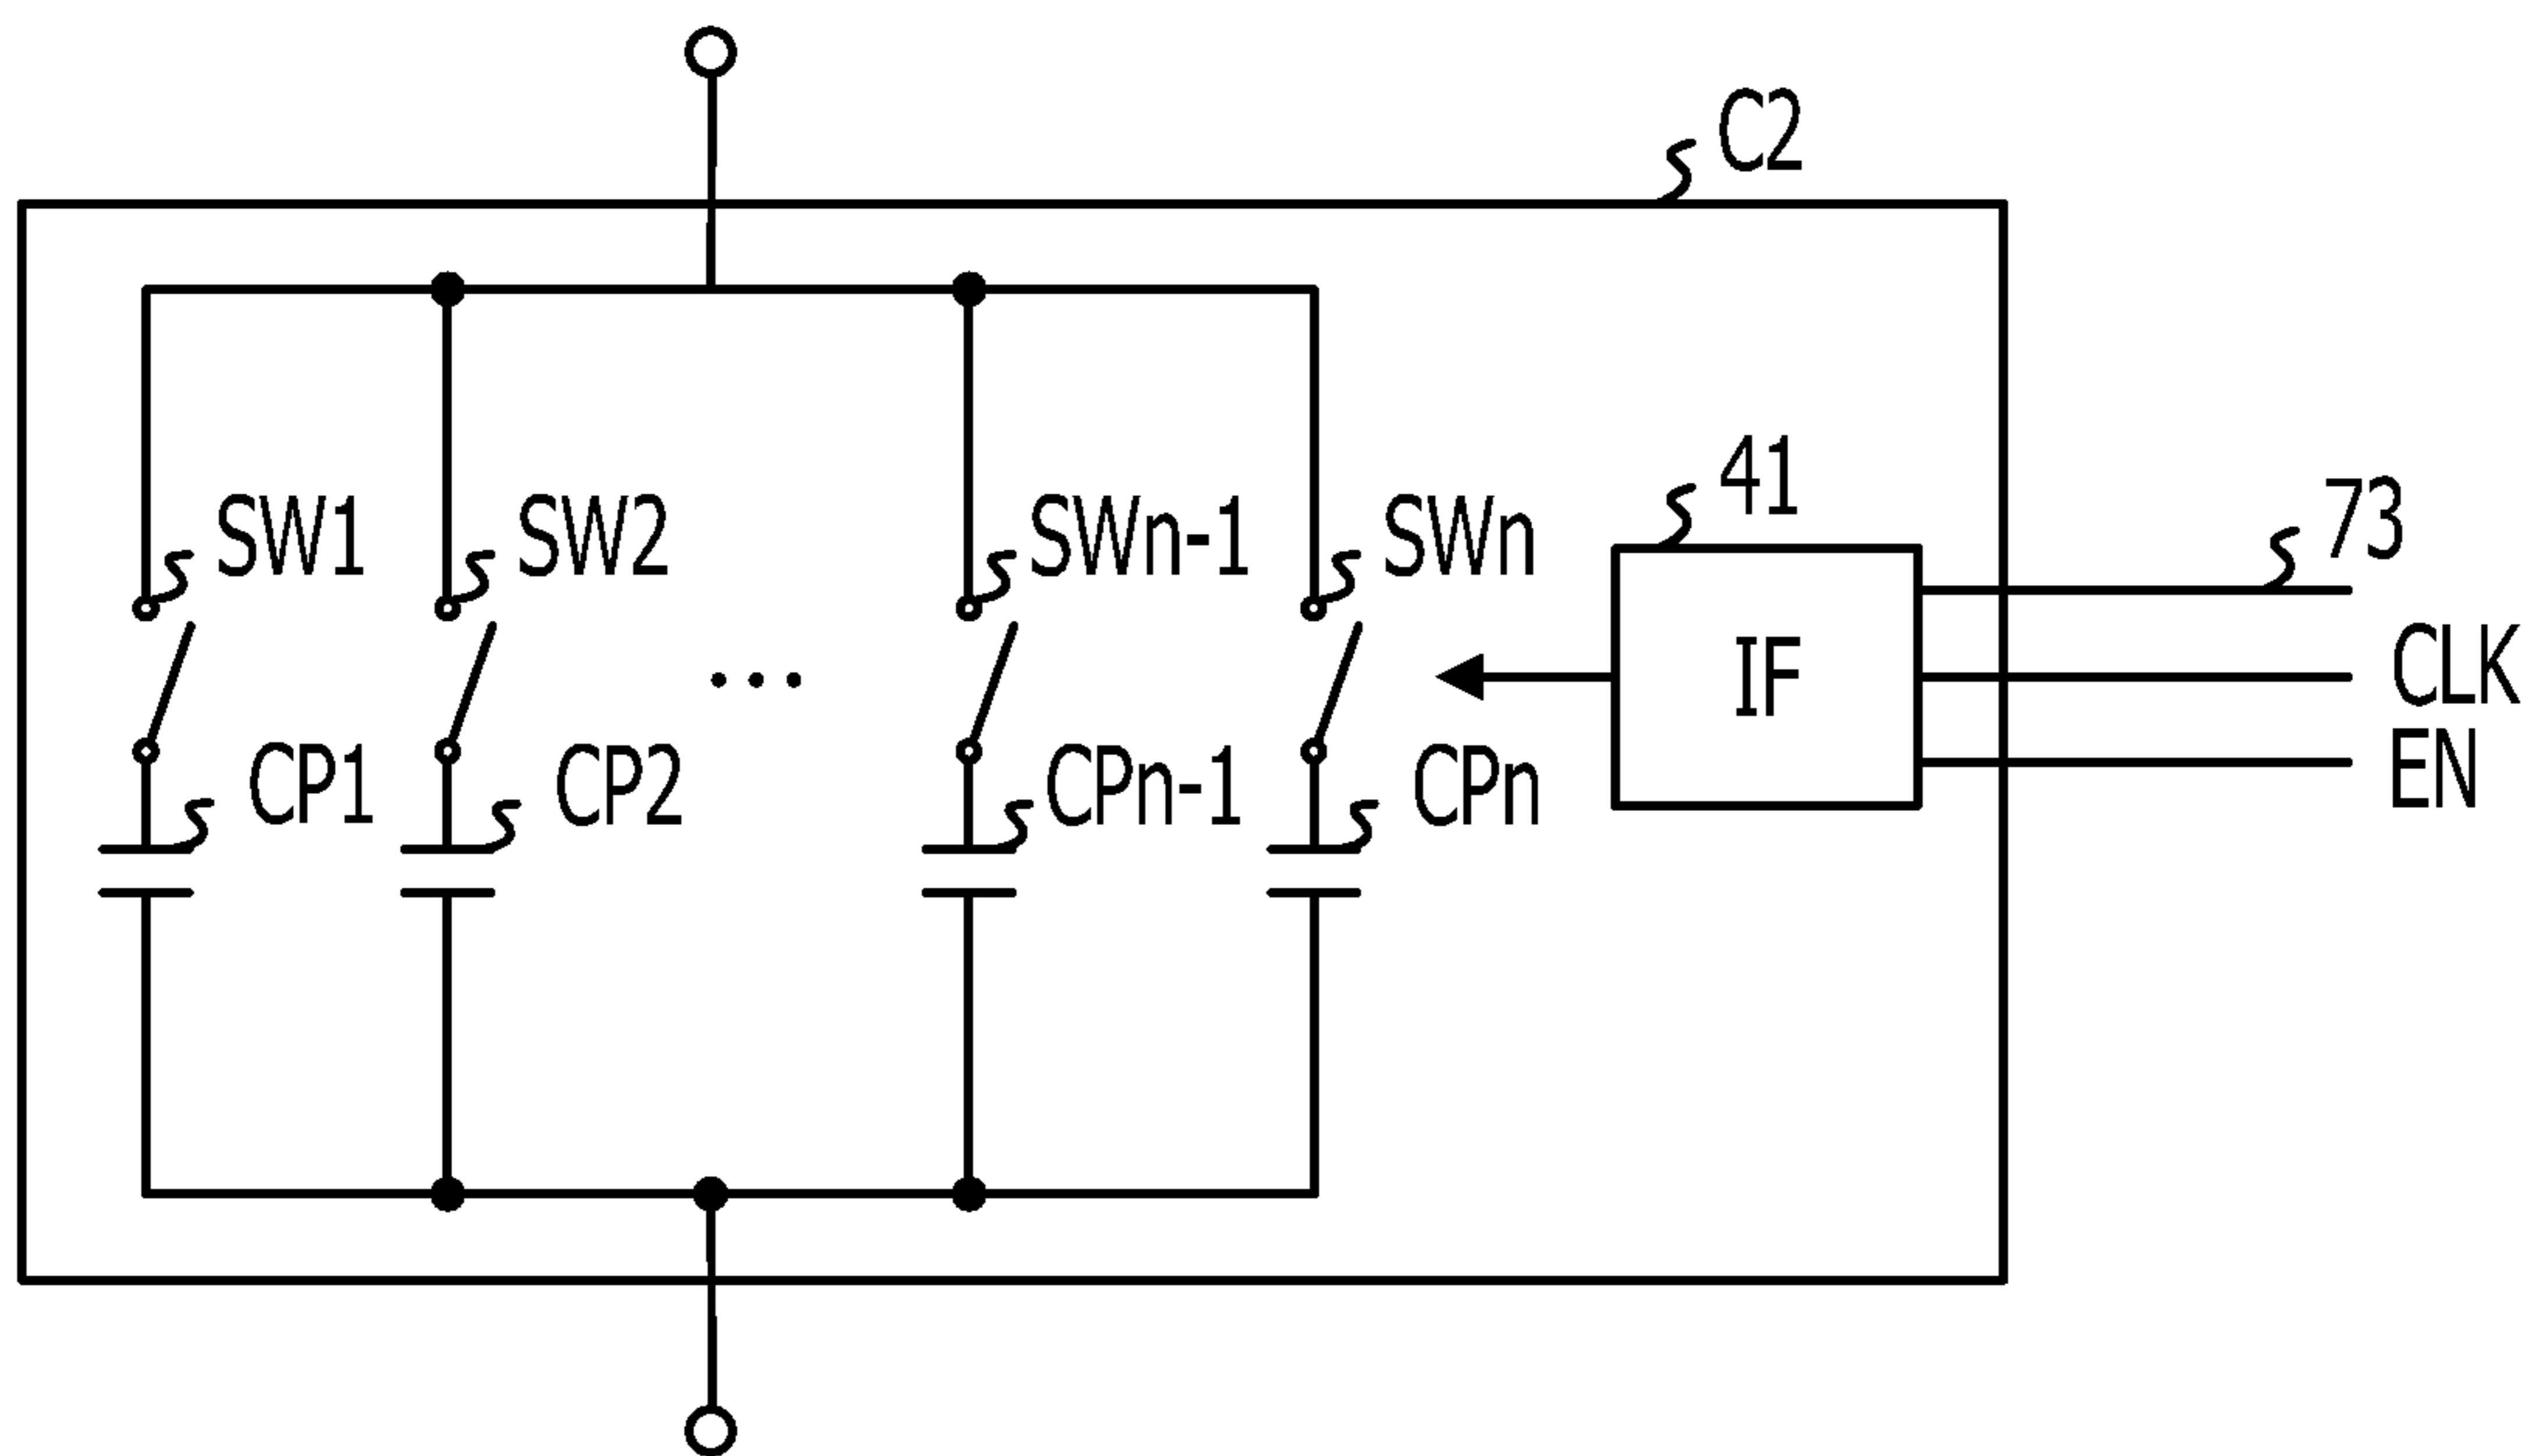 C2
41
73
SW1 SW2 SWn-1 SWn
IF
CLK
CP1 CP2 ... CPn-1 CPn
EN